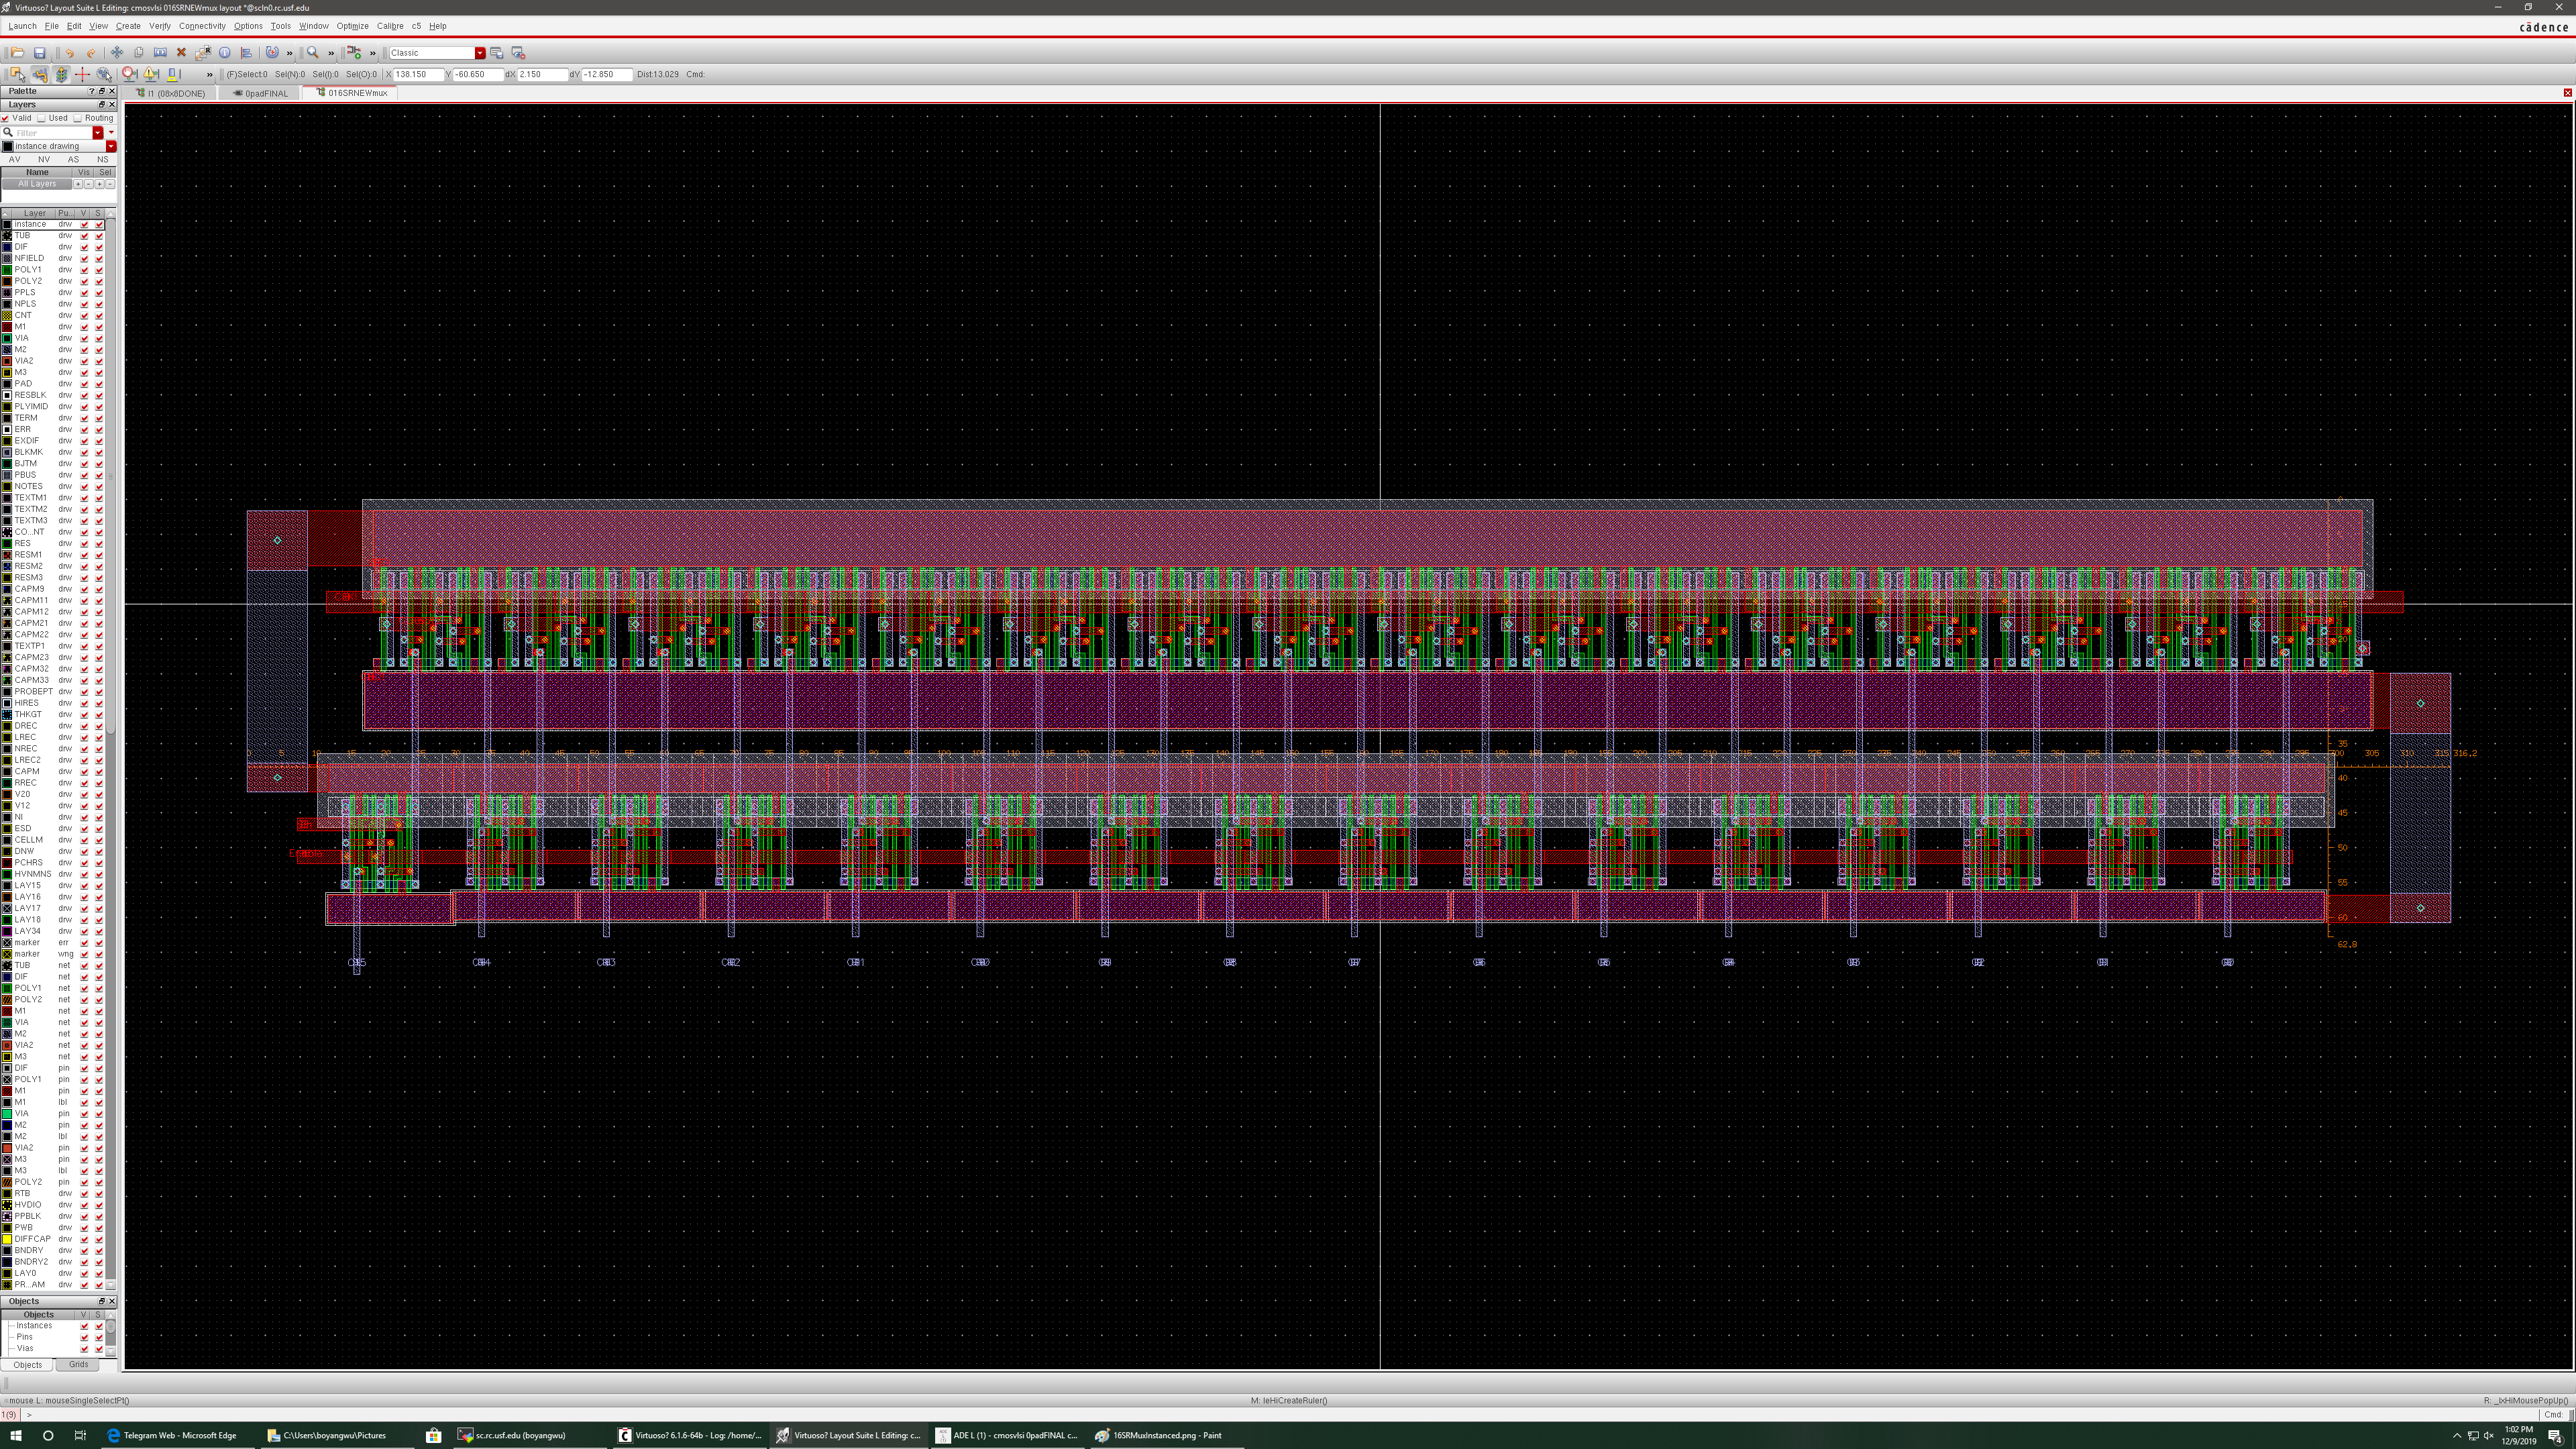 Virtuoso? Layout Suite L Editing: cmosvlsi 016SRNEWmux layout *@scln0.rc.usf.edu
Launch File Edit View Create Verify Connectivity Options Tools Window Optimize Calibre c5 Help
cādence
Classic
(F)Select:0 Sel(N):0 Sel(I):0 Sel(O):0 X 138.150 Y -60.650 dX 2.150 dY -12.850 Dist:13.029 Cmd:
Palette
I1 (08x8DONE) 0padFINAL 016SRNEWmux
Layers
Valid Used Routing
Filter
instance drawing
AV NV AS NS
Name Vis Sel
All Layers
Layer Pu... V S
instance drw
TUB drw
DIF drw
NFIELD drw
POLY1 drw
POLY2 drw
PPLS drw
NPLS drw
CNT drw
M1 drw
VIA drw
M2 drw
VIA2 drw
M3 drw
PAD drw
RESBLK drw
PLYIMID drw
TERM drw
ERR drw
EXDIF drw
BLKMK drw
BJTM drw
PBUS drw
NOTES drw
TEXTM1 drw
TEXTM2 drw
TEXTM3 drw
CO...NT drw
RES drw
RESM1 drw
RESM2 drw
RESM3 drw
CAPM9 drw
CAPM11 drw
CAPM12 drw
CAPM21 drw
CAPM22 drw
TEXTP1 drw
CAPM23 drw
CAPM32 drw
CAPM33 drw
PROBEPT drw
HIRES drw
THKGT drw
DREC drw
LREC drw
NREC drw
LREC2 drw
CAPM drw
RREC drw
V20 drw
V12 drw
NI drw
ESD drw
CELLM drw
DNW drw
PCHRS drw
HVNMNS drw
LAY15 drw
LAY16 drw
LAY17 drw
LAY18 drw
LAY34 drw
marker err
marker wng
TUB net
DIF net
POLY1 net
POLY2 net
M1 net
VIA net
M2 net
VIA2 net
M3 net
DIF pin
POLY1 pin
M1 pin
M1 lbl
VIA pin
M2 pin
M2 lbl
VIA2 pin
M3 pin
M3 lbl
POLY2 pin
RTB drw
HVDIO drw
PPBLK drw
PWB drw
DIFFCAP drw
BNDRY drw
BNDRY2 drw
LAY0 drw
PR...AM drw
Objects
Objects V S
Instances
Pins
Vias
Objects Grids
305 310 315 316.2
35
40
45
50
55
60
62.8
mouse L: mouseSingleSelectPt() M: leHiCreateRuler() R: _lxHiMousePopUp()
1(9) > Cmd:
Telegram Web - Microsoft Edge C:\Users\boyangwu\Pictures sc.rc.usf.edu (boyangwu) Virtuoso? 6.1.6-64b - Log: /home/... Virtuoso? Layout Suite L Editing: c... ADE L (1) - cmosvlsi 0padFINAL c... 16SRMuxInstanced.png - Paint
1:02 PM
12/9/2019